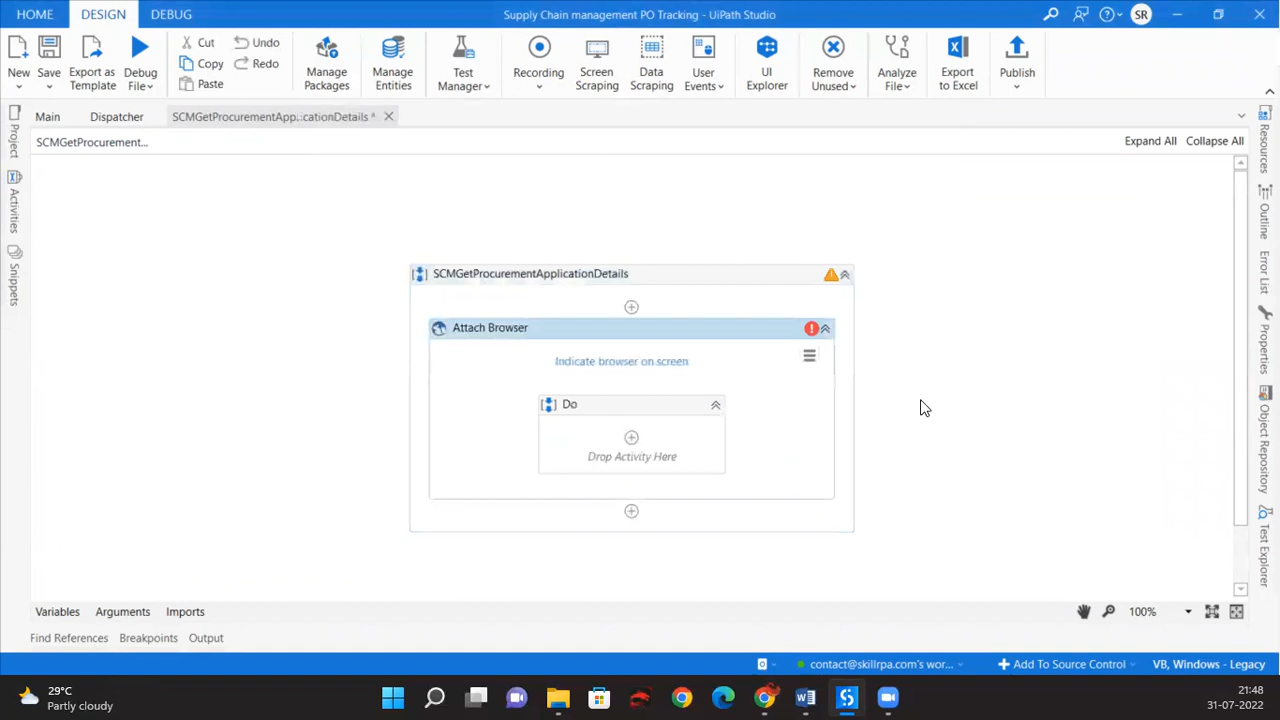 HOME
DESIGN
DEBUG
Supply Chain management PO Tracking - UiPath Studio
SR
New
Save
Export as Template
Debug File
Cut
Copy
Paste
Undo
Redo
Manage Packages
Manage Entities
Test Manager
Recording
Screen Scraping
Data Scraping
User Events
UI Explorer
Remove Unused
Analyze File
Export to Excel
Publish
Main
Dispatcher
SCMGetProcurementApp...cationDetails *
SCMGetProcurement...
Expand All
Collapse All
Project
Activities
Snippets
SCMGetProcurementApplicationDetails
Attach Browser
Indicate browser on screen
Do
Drop Activity Here
Resources
Outline
Error List
Properties
Object Repository
Test Explorer
Variables
Arguments
Imports
100%
Find References
Breakpoints
Output
contact@skillrpa.com's wor...
Add To Source Control
VB, Windows - Legacy
29°C
Partly cloudy
21:48
31-07-2022